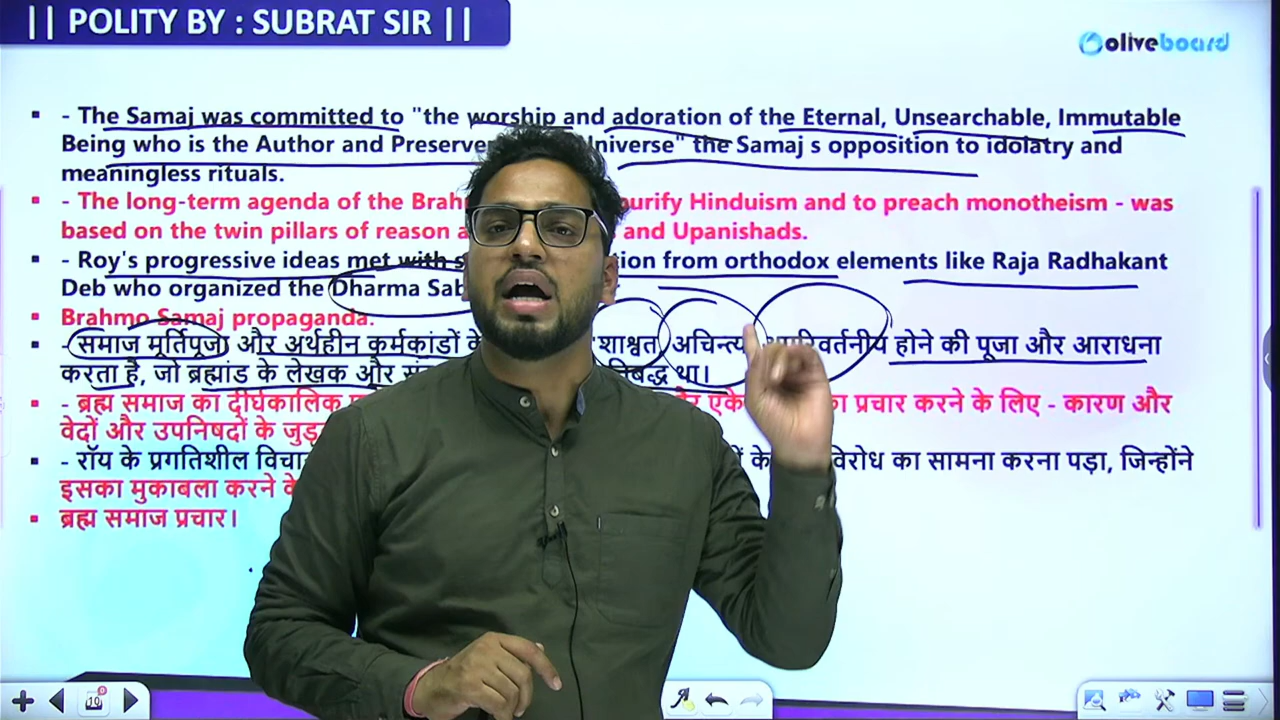 || POLITY BY : SUBRAT SIR ||
oliveboard
- The Samaj was committed to "the worship and adoration of the Eternal, Unsearchable, Immutable
Being who is the Author and Preserve Universe" the Samaj s opposition to idolatry and
meaningless rituals.
- The long-term agenda of the purify Hinduism and to preach monotheism - was
based on the twin pillars of reason and Upanishads.
- Roy's progressive ideas met with from orthodox elements like Raja Radhakant
Deb who organized the Dharma
Brahmo Samaj propaganda.
- समाज मूर्तिपूजा और अर्थहीन कर्मकांडों "शाश्वत, अचिन्त्य, होने की पूजा और आराधना
करता है, जो ब्रह्मांड के लेखक और था।
- ब्रह्म समाज का दीर्घकालिक का प्रचार करने के लिए - कारण और
वेदों और उपनिषदों के
- रॉय के प्रगतिशील के विरोध का सामना करना पड़ा, जिन्होंने
इसका मुकाबला करने
ब्रह्म समाज प्रचार।
10